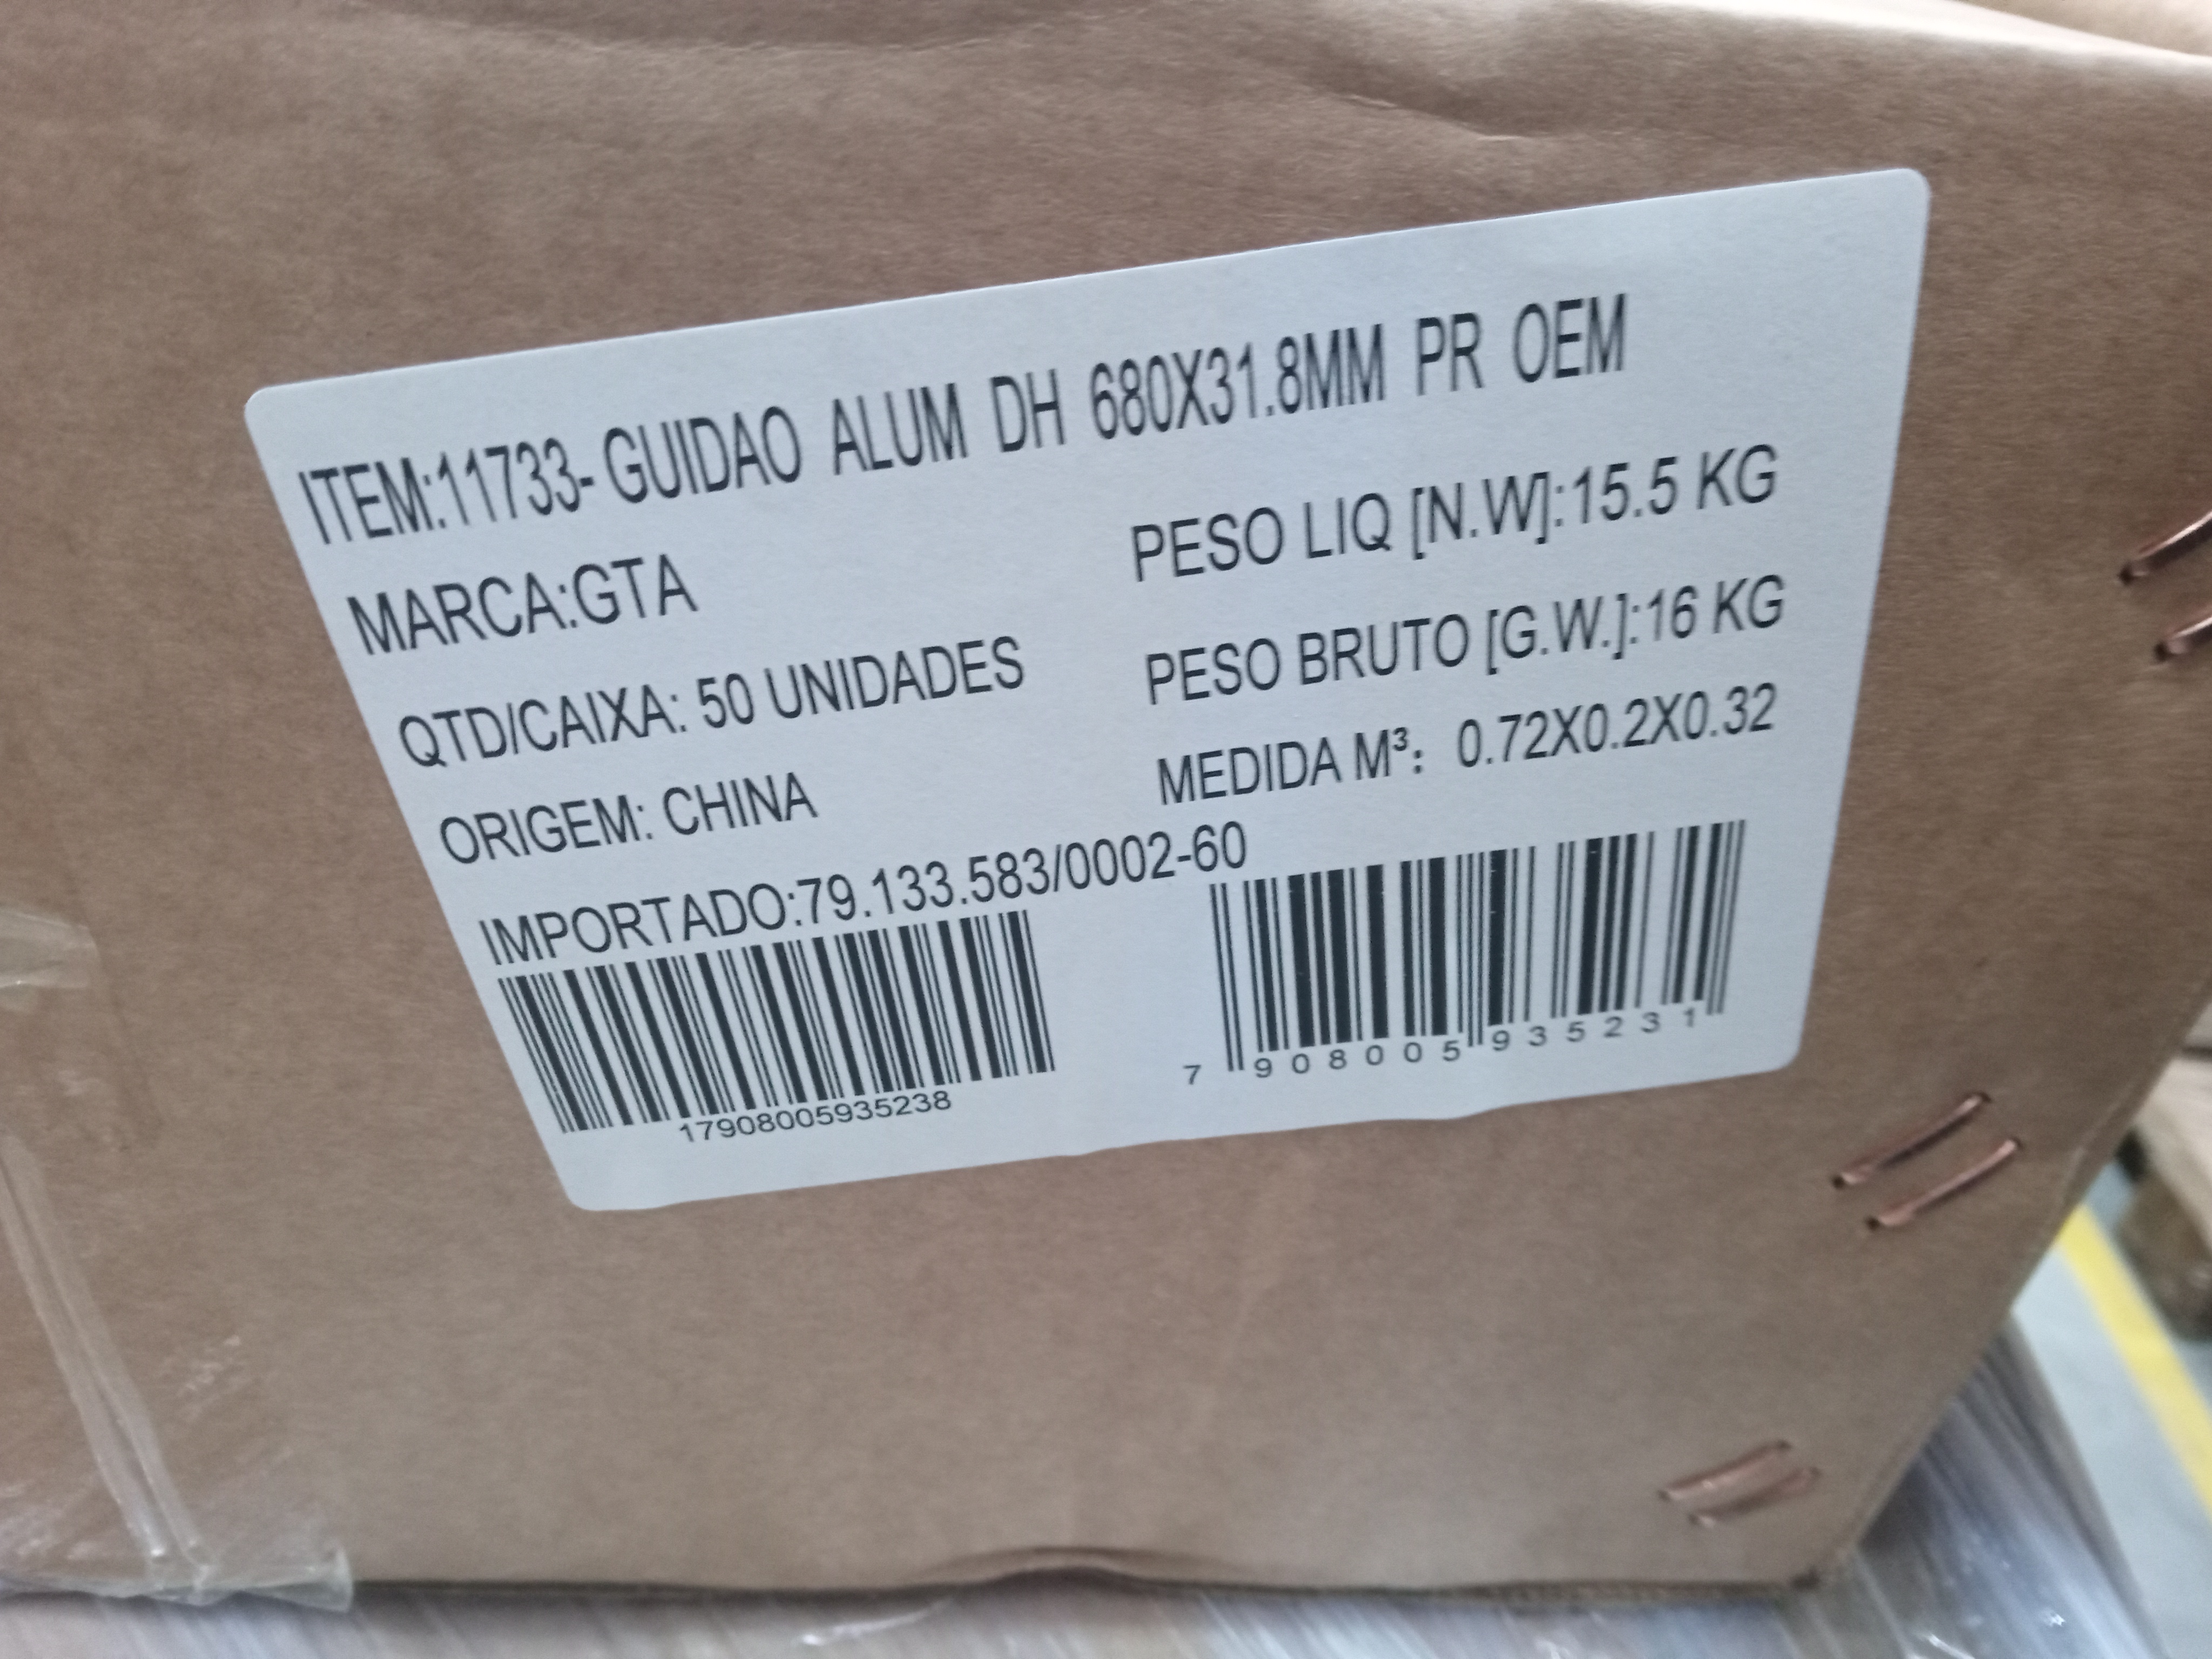 ITEM:11733- GUIDAO ALUM DH 680X31.8MM PR OEM
MARCA:GTA
PESO LIQ [N.W]:15.5 KG
QTD/CAIXA: 50 UNIDADES
PESO BRUTO [G.W.]:16 KG
ORIGEM: CHINA
MEDIDA M³: 0.72X0.2X0.32
IMPORTADO:79.133.583/0002-60
17908005935238
7 908005 935231